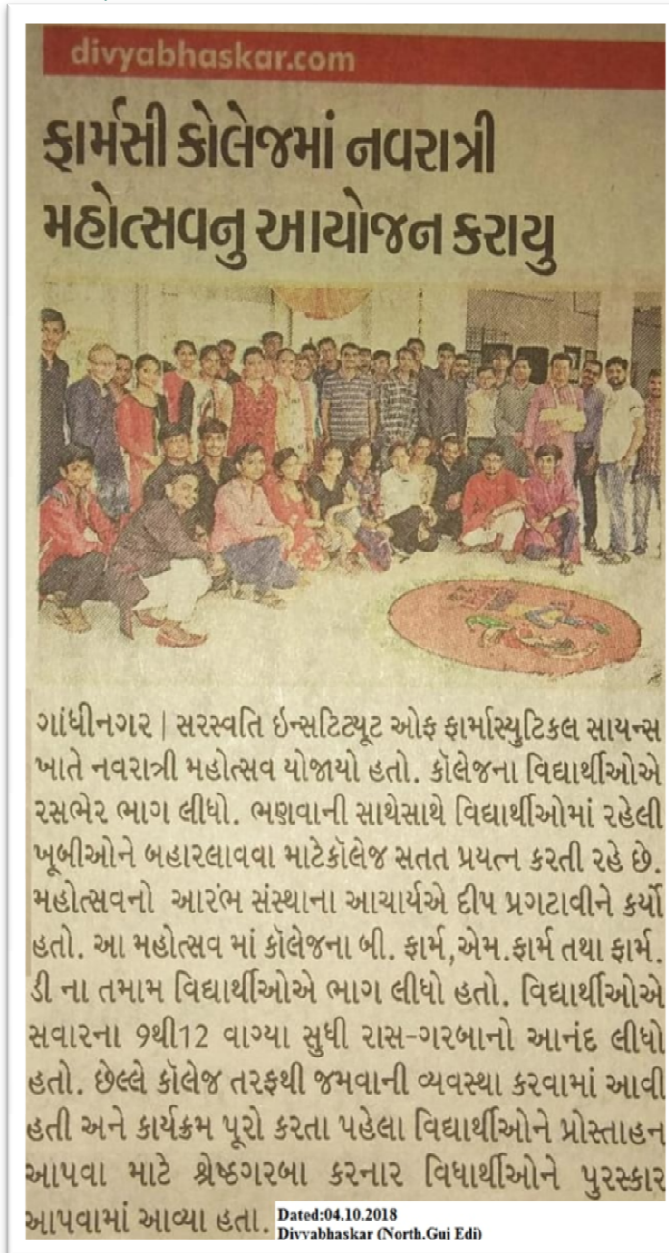 divyabhaskar.com
ફાર્મસી કોલેજમાં નવરાત્રી
મહોત્સવનુ આયોજન કરાયુ
ગાંધીનગર | સરસ્વતિ ઇન્સટિટ્યૂટ ઓફ ફાર્માસ્યુટિકલ સાયન્સ
ખાતે નવરાત્રી મહોત્સવ યોજાયો હતો. કૉલેજના વિદ્યાર્થીઓએ
રસભેર ભાગ લીધો. ભણવાની સાથેસાથે વિદ્યાર્થીઓમાં રહેલી
ખૂબીઓને બહારલાવવા માટેકૉલેજ સતત પ્રયત્ન કરતી રહે છે.
મહોત્સવનો આરંભ સંસ્થાના આચાર્યએ દીપ પ્રગટાવીને કર્યો
હતો. આ મહોત્સવ માં કૉલેજના બી. ફાર્મ,એમ.ફાર્મ તથા ફાર્મ.
ડી ના તમામ વિદ્યાર્થીઓએ ભાગ લીધો હતો. વિદ્યાર્થીઓએ
સવારના 9થી12 વાગ્યા સુધી રાસ-ગરબાનો આનંદ લીધો
હતો. છેલ્લે કૉલેજ તરફથી જમવાની વ્યવસ્થા કરવામાં આવી
હતી અને કાર્યક્રમ પૂરો કરતા પહેલા વિદ્યાર્થીઓને પ્રોસ્તાહન
આપવા માટે શ્રેષ્ઠગરબા કરનાર વિધાર્થીઓને પુરસ્કાર
આપવામાં આવ્યા હતા.
Dated:04.10.2018
Divyabhaskar (North.Guj Edi)